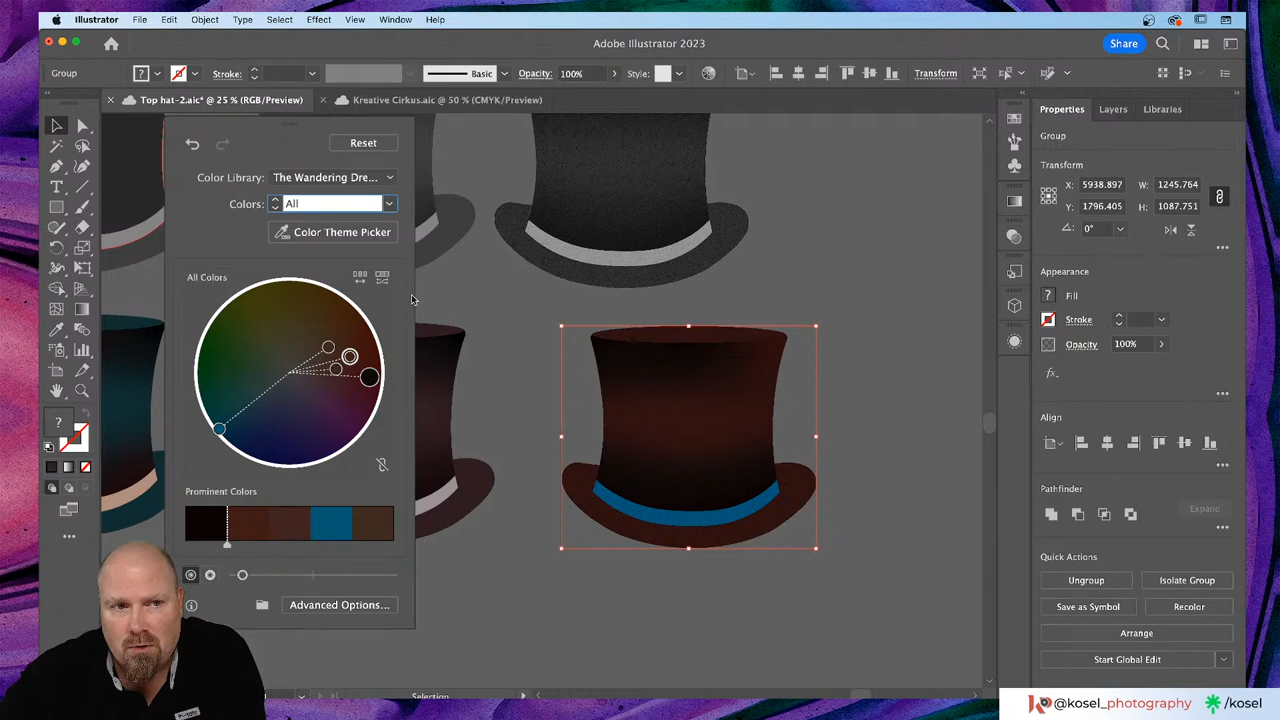 Illustrator File Edit Object Type Select Effect View Window Help
Adobe Illustrator 2023
Share
Group ? Stroke: Basic Opacity: 100% Style: Transform
Top hat-2.aic* @ 25 % (RGB/Preview) Kreative Cirkus.aic @ 50 % (CMYK/Preview)
Properties Layers Libraries
Reset
Color Library: The Wandering Dre...
Colors: All
Color Theme Picker
All Colors
Prominent Colors
Advanced Options...
?
Selection
Group
Transform
X: 5938.897 W: 1245.764
Y: 1796.405 H: 1087.751
0°
Appearance
? Fill
Stroke
Opacity 100%
fx.
Align
Pathfinder
Expand
Quick Actions
Ungroup Isolate Group
Save as Symbol Recolor
Arrange
Start Global Edit
@kosel_photography /kosel